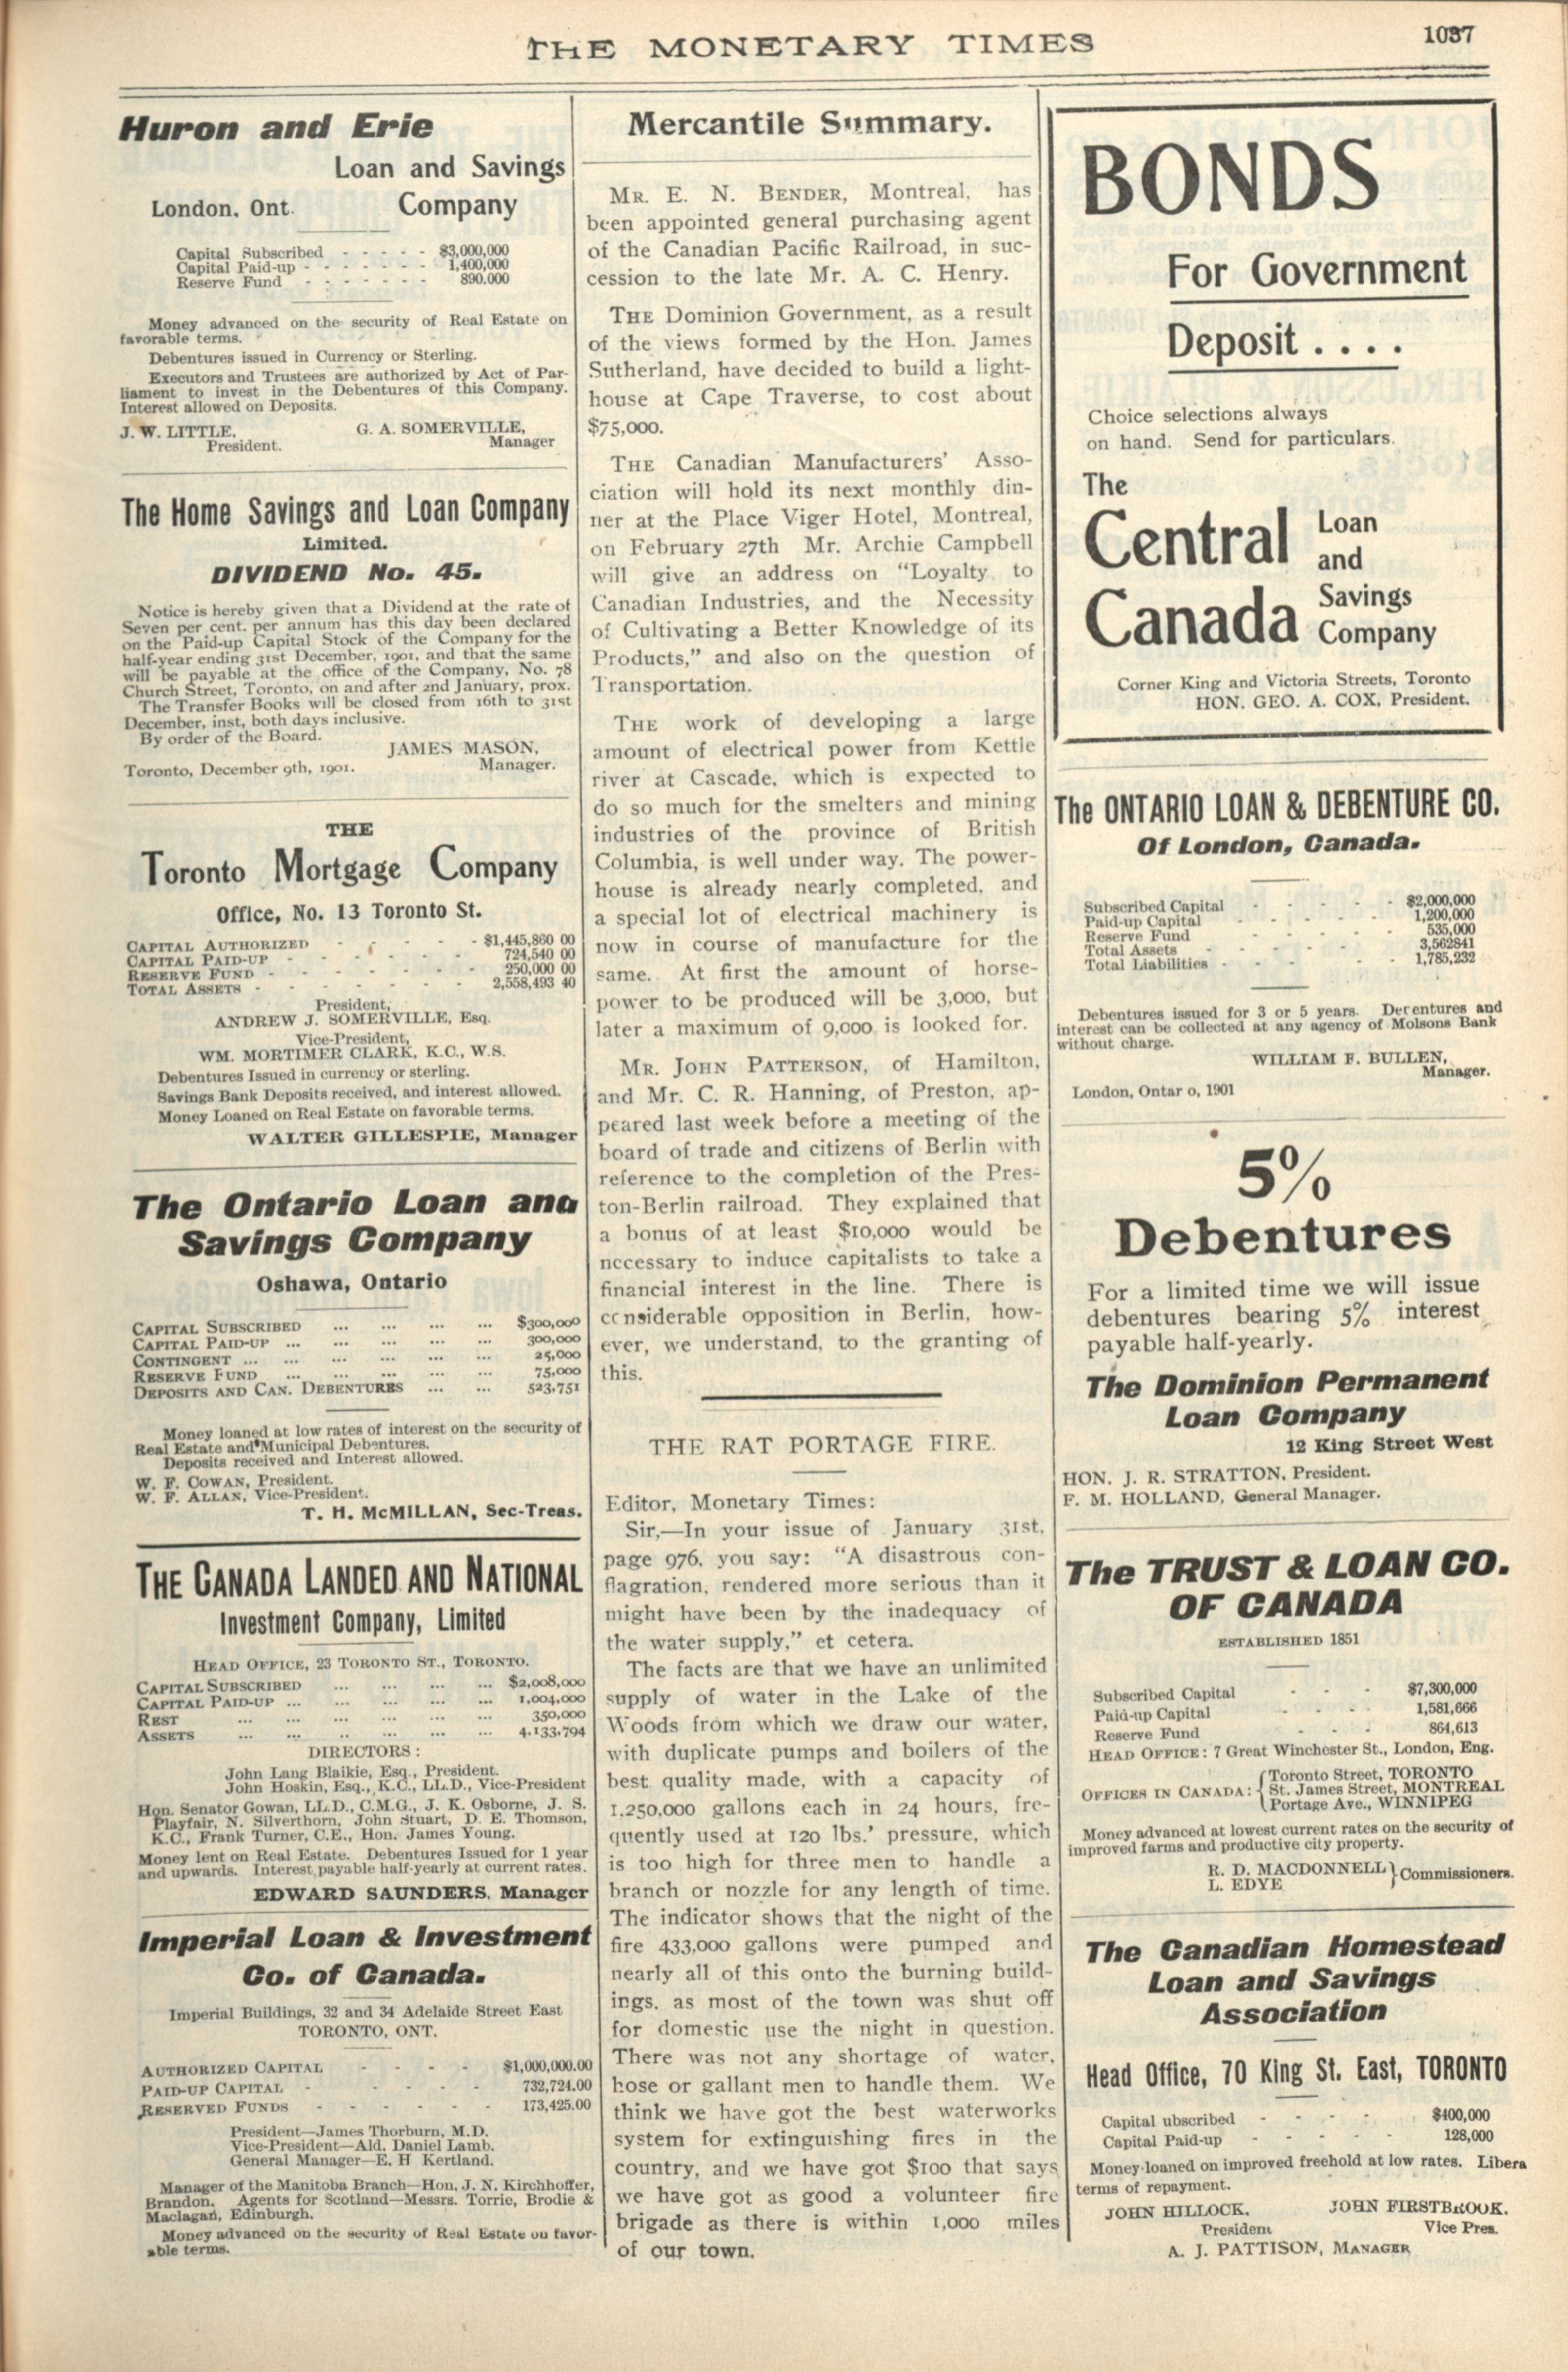 THE MONETARY TIMES
1037
Huron and Erie
Loan and Savings
London, Ont.
Company
Capital Subscribed - - - - - $3,000,000
Capital Paid-up - - - - - - - 1,400,000
Reserve Fund - - - - - - - 890.000
Money advanced on the security of Real Estate on
favorable terms.
Debentures issued in Currency or Sterling.
Executors and Trustees are authorized by Act of Par-
liament to invest in the Debentures of this Company.
Interest allowed on Deposits.
J. W. LITTLE,
President.
G. A. SOMERVILLE,
Manager
The Home Savings and Loan Company
Limited.
DIVIDEND No. 45.
Notice is hereby given that a Dividend at the rate of
Seven per cent. per annum has this day been declared
on the Paid-up Capital Stock of the Company for the
half-year ending 31st December, 1901, and that the same
will be payable at the office of the Company, No. 78
Church Street, Toronto, on and after 2nd January, prox.
The Transfer Books will be closed from 16th to 31st
December, inst, both days inclusive.
By order of the Board.
JAMES MASON,
Manager.
Toronto, December 9th, 1901.
THE
Toronto Mortgage Company
Office, No. 13 Toronto St.
CAPITAL AUTHORIZED - - - - - $1,445,860 00
CAPITAL PAID-UP - - - - - - 724,540 00
RESERVE FUND - - - - - - 250,000 00
TOTAL ASSETS - - - - - - 2,558,493 40
President,
ANDREW J. SOMERVILLE, Esq.
Vice-President,
WM. MORTIMER CLARK, K.C., W.S.
Debentures Issued in currency or sterling.
Savings Bank Deposits received, and interest allowed.
Money Loaned on Real Estate on favorable terms.
WALTER GILLESPIE, Manager
The Ontario Loan and
Savings Company
Oshawa, Ontario
CAPITAL SUBSCRIBED ... ... ... ... $300,000
CAPITAL PAID-UP ... ... ... ... ... 300,000
CONTINGENT ... ... ... ... ... ... 25,000
RESERVE FUND ... ... ... ... ... 75,000
DEPOSITS AND CAN. DEBENTURES ... ... 523,751
Money loaned at low rates of interest on the security of
Real Estate and Municipal Debentures.
Deposits received and Interest allowed.
W. F. COWAN, President.
W. F. ALLAN, Vice-President.
T. H. McMILLAN, Sec-Treas.
THE CANADA LANDED AND NATIONAL
Investment Company, Limited
HEAD OFFICE, 23 TORONTO ST., TORONTO.
CAPITAL SUBSCRIBED ... ... ... ... $2,008,000
CAPITAL PAID-UP ... ... ... ... ... 1,004,000
REST ... ... ... ... ... ... 350,000
ASSETS ... ... .. ... ... ... 4,133,794
DIRECTORS :
John Lang Blaikie, Esq., President.
John Hoskin, Esq., K.C., LL.D., Vice-President
Hon. Senator Gowan, LL.D., C.M.G., J. K. Osborne, J. S.
Playfair, N. Silverthorn, John Stuart, D. E. Thomson,
K.C., Frank Turner, C.E., Hon. James Young.
Money lent on Real Estate. Debentures Issued for 1 year
and upwards. Interest payable half-yearly at current rates.
EDWARD SAUNDERS, Manager
Imperial Loan & Investment
Co. of Canada.
Imperial Buildings, 32 and 34 Adelaide Street East
TORONTO, ONT.
AUTHORIZED CAPITAL - - - - $1,000,000.00
PAID-UP CAPITAL - - - - - 732,724.00
RESERVED FUNDS - - - - - - 173,425.00
President—James Thorburn, M.D.
Vice-President—Ald. Daniel Lamb.
General Manager—E. H Kertland.
Manager of the Manitoba Branch—Hon. J. N. Kirchhoffer,
Brandon. Agents for Scotland—Messrs. Torrie, Brodie &
Maclagan, Edinburgh.
Money advanced on the security of Real Estate on favor-
able terms.
Mercantile Summary.
MR. E. N. BENDER, Montreal, has
been appointed general purchasing agent
of the Canadian Pacific Railroad, in suc-
cession to the late Mr. A. C. Henry.
THE Dominion Government, as a result
of the views formed by the Hon. James
Sutherland, have decided to build a light-
house at Cape Traverse, to cost about
$75,000.
THE Canadian Manufacturers' Asso-
ciation will hold its next monthly din-
ner at the Place Viger Hotel, Montreal,
on February 27th Mr. Archie Campbell
will give an address on "Loyalty to
Canadian Industries, and the Necessity
of Cultivating a Better Knowledge of its
Products," and also on the question of
Transportation.
THE work of developing a large
amount of electrical power from Kettle
river at Cascade, which is expected to
do so much for the smelters and mining
industries of the province of British
Columbia, is well under way. The power-
house is already nearly completed, and
a special lot of electrical machinery is
now in course of manufacture for the
same. At first the amount of horse-
power to be produced will be 3,000, but
later a maximum of 9,000 is looked for.
MR. JOHN PATTERSON, of Hamilton,
and Mr. C. R. Hanning, of Preston, ap-
peared last week before a meeting of the
board of trade and citizens of Berlin with
reference to the completion of the Pres-
ton-Berlin railroad. They explained that
a bonus of at least $10,000 would be
necessary to induce capitalists to take a
financial interest in the line. There is
considerable opposition in Berlin, how-
ever, we understand, to the granting of
this.
THE RAT PORTAGE FIRE.
Editor, Monetary Times:
Sir,—In your issue of January 31st,
page 976, you say: "A disastrous con-
flagration, rendered more serious than it
might have been by the inadequacy of
the water supply," et cetera.
The facts are that we have an unlimited
supply of water in the Lake of the
Woods from which we draw our water,
with duplicate pumps and boilers of the
best quality made, with a capacity of
1,250,000 gallons each in 24 hours, fre-
quently used at 120 lbs.' pressure, which
is too high for three men to handle a
branch or nozzle for any length of time.
The indicator shows that the night of the
fire 433,000 gallons were pumped and
nearly all of this onto the burning build-
ings, as most of the town was shut off
for domestic use the night in question.
There was not any shortage of water,
hose or gallant men to handle them. We
think we have got the best waterworks
system for extinguishing fires in the
country, and we have got $100 that says
we have got as good a volunteer fire
brigade as there is within 1,000 miles
of our town.
BONDS
For Government
Deposit . . . .
Choice selections always
on hand. Send for particulars.
The
Central Loan
and
Canada Savings
Company
Corner King and Victoria Streets, Toronto
HON. GEO. A. COX, President.
The ONTARIO LOAN & DEBENTURE CO.
Of London, Canada.
Subscribed Capital - - - - - $2,000,000
Paid-up Capital - - - - - 1,200,000
Reserve Fund - - - - - 535,000
Total Assets - - - - - 3,562841
Total Liabilities - - - - 1,785,232
Debentures issued for 3 or 5 years. Derentures and
interest can be collected at any agency of Molsons Bank
without charge.
WILLIAM F. BULLEN,
Manager.
London, Ontar o, 1901
5%
Debentures
For a limited time we will issue
debentures bearing 5% interest
payable half-yearly.
The Dominion Permanent
Loan Company
12 King Street West
HON. J. R. STRATTON, President.
F. M. HOLLAND, General Manager.
The TRUST & LOAN CO.
OF CANADA
ESTABLISHED 1851
Subscribed Capital - - - $7,300,000
Paid-up Capital - - - - 1,581,666
Reserve Fund - - - 864,613
HEAD OFFICE: 7 Great Winchester St., London, Eng.
OFFICES IN CANADA: { Toronto Street, TORONTO
St. James Street, MONTREAL
Portage Ave., WINNIPEG
Money advanced at lowest current rates on the security of
improved farms and productive city property.
R. D. MACDONNELL } Commissioners.
L. EDYE
The Canadian Homestead
Loan and Savings
Association
Head Office, 70 King St. East, TORONTO
Capital ubscribed - - - - $400,000
Capital Paid-up - - - - - 128,000
Money loaned on improved freehold at low rates. Libera
terms of repayment.
JOHN HILLOCK,
President
JOHN FIRSTBROOK,
Vice Pres.
A. J. PATTISON, MANAGER